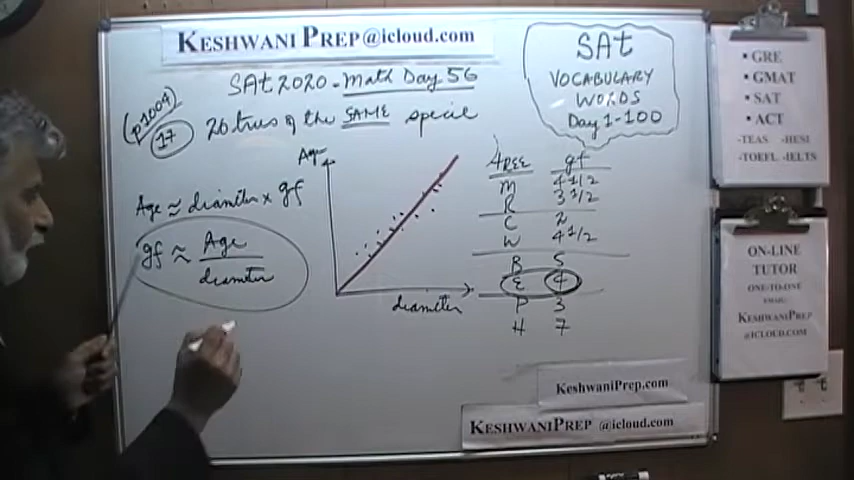 KESHWANI PREP@icloud.com
SAt 2020 - Math Day 56
(p1009)
17
26 trees of the SAME specie
Age ≈ diameter x gf
gf ≈ Age
diameter
Age
diameter
SAt
VOCABULARY
WORDS
Day 1-100
TREE gf
M 4 1/2
R 3 1/2
C 2
W 4 1/2
B 5
E 4
P 3
H 7
KeshwaniPrep.com
KESHWANIPREP @icloud.com
• GRE
• GMAT
• SAT
• ACT
-TEAS -HESI
-TOEFL -IELTS
ON-LINE
TUTOR
ONE-TO-ONE
EMAIL:
KESHWANIPREP
@ICLOUD.COM